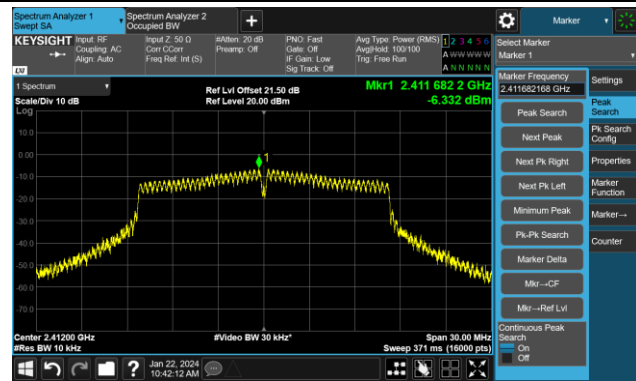 Spectrum Analyzer 1
Swept SA
Spectrum Analyzer 2
Occupied BW
+
Marker
KEYSIGHT
Input: RF
Coupling: AC
Align: Auto
Input Z: 50 Ω
Corr CCorr
Freq Ref: Int (S)
#Atten: 20 dB
Preamp: Off
PNO: Fast
Gate: Off
IF Gain: Low
Sig Track: Off
Avg Type: Power (RMS)
Avg|Hold: 100/100
Trig: Free Run
1 2 3 4 5 6
A W W W W W
A N N N N N
LXI
Select Marker
Marker 1
1 Spectrum
Scale/Div 10 dB
Ref Lvl Offset 21.50 dB
Ref Level 20.00 dBm
Mkr1 2.411 682 2 GHz
-6.332 dBm
Log
10.0
0.00
-10.0
-20.0
-30.0
-40.0
-50.0
-60.0
-70.0
1
Center 2.41200 GHz
#Res BW 10 kHz
#Video BW 30 kHz*
Span 30.00 MHz
Sweep 371 ms (16000 pts)
Marker Frequency
2.411682168 GHz
Peak Search
Next Peak
Next Pk Right
Next Pk Left
Minimum Peak
Pk-Pk Search
Marker Delta
Mkr→CF
Mkr→Ref Lvl
Continuous Peak
Search
On
Off
Settings
Peak
Search
Pk Search
Config
Properties
Marker
Function
Marker→
Counter
?
Jan 22, 2024
10:42:12 AM